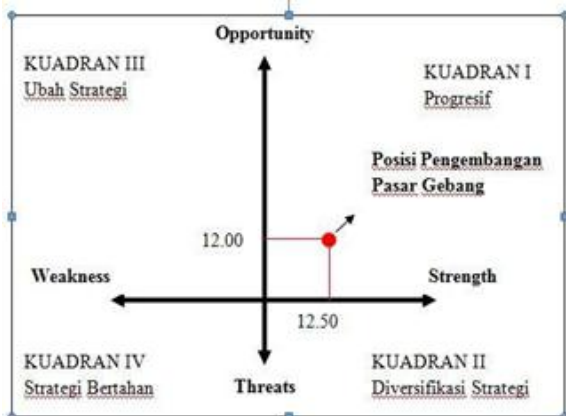 Opportunity
KUADRAN III
Ubah Strategi
KUADRAN I
Progresif
Posisi Pengembangan
Pasar Gebang
12.00
Weakness
Strength
12.50
KUADRAN IV
Strategi Bertahan
Threats
KUADRAN II
Diversifikasi Strategi